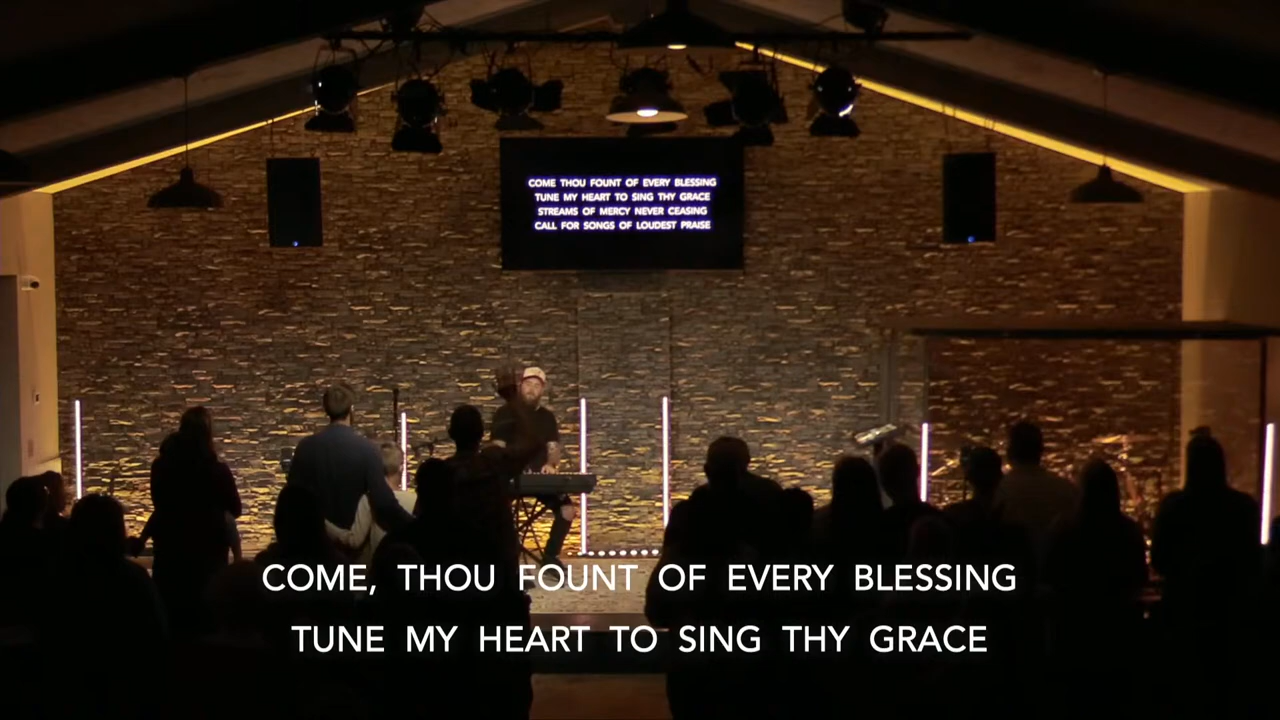 COME THOU FOUNT OF EVERY BLESSING
TUNE MY HEART TO SING THY GRACE
STREAMS OF MERCY NEVER CEASING
CALL FOR SONGS OF LOUDEST PRAISE
COME, THOU FOUNT OF EVERY BLESSING
TUNE MY HEART TO SING THY GRACE